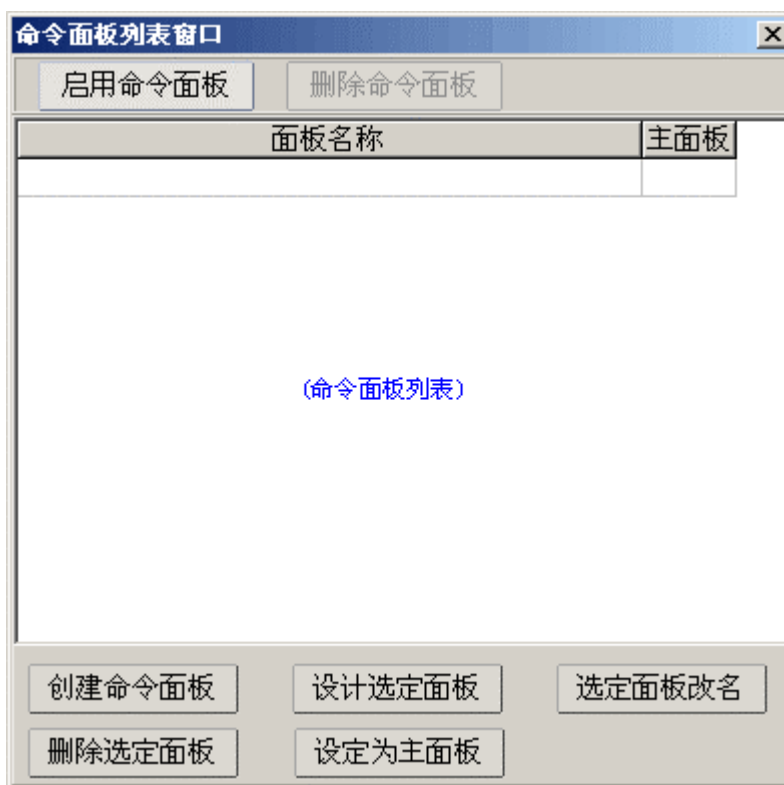 命令面板列表窗口
启用命令面板 删除命令面板
面板名称 主面板
(命令面板列表)
创建命令面板 设计选定面板 选定面板改名
删除选定面板 设定为主面板